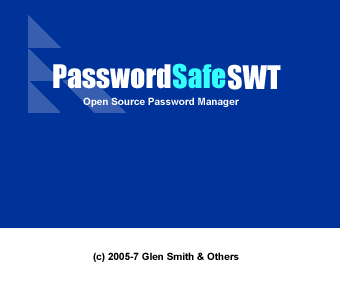 PasswordSafeSWT
Open Source Password Manager
(c) 2005-7 Glen Smith & Others